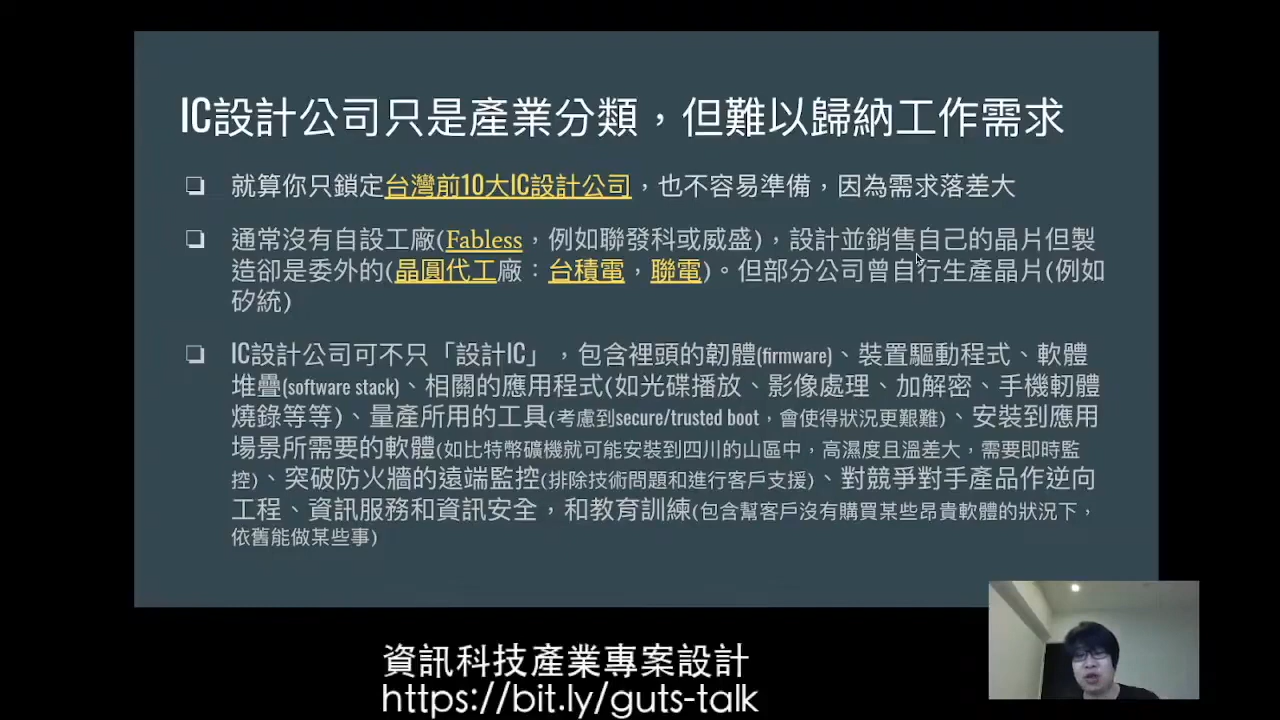 IC設計公司只是產業分類，但難以歸納工作需求
❏ 就算你只鎖定台灣前10大IC設計公司，也不容易準備，因為需求落差大
❏ 通常沒有自設工廠(Fabless，例如聯發科或威盛)，設計並銷售自己的晶片但製
造卻是委外的(晶圓代工廠：台積電，聯電)。但部分公司曾自行生產晶片(例如
矽統)
❏ IC設計公司可不只「設計IC」，包含裡頭的韌體(firmware)、裝置驅動程式、軟體
堆疊(software stack)、相關的應用程式(如光碟播放、影像處理、加解密、手機軔體
燒錄等等)、量產所用的工具(考慮到secure/trusted boot，會使得狀況更艱難)、安裝到應用
場景所需要的軟體(如比特幣礦機就可能安裝到四川的山區中，高濕度且溫差大，需要即時監
控)、突破防火牆的遠端監控(排除技術問題和進行客戶支援)、對競爭對手產品作逆向
工程、資訊服務和資訊安全，和教育訓練(包含幫客戶沒有購買某些昂貴軟體的狀況下，
依舊能做某些事)
資訊科技產業專案設計
https://bit.ly/guts-talk